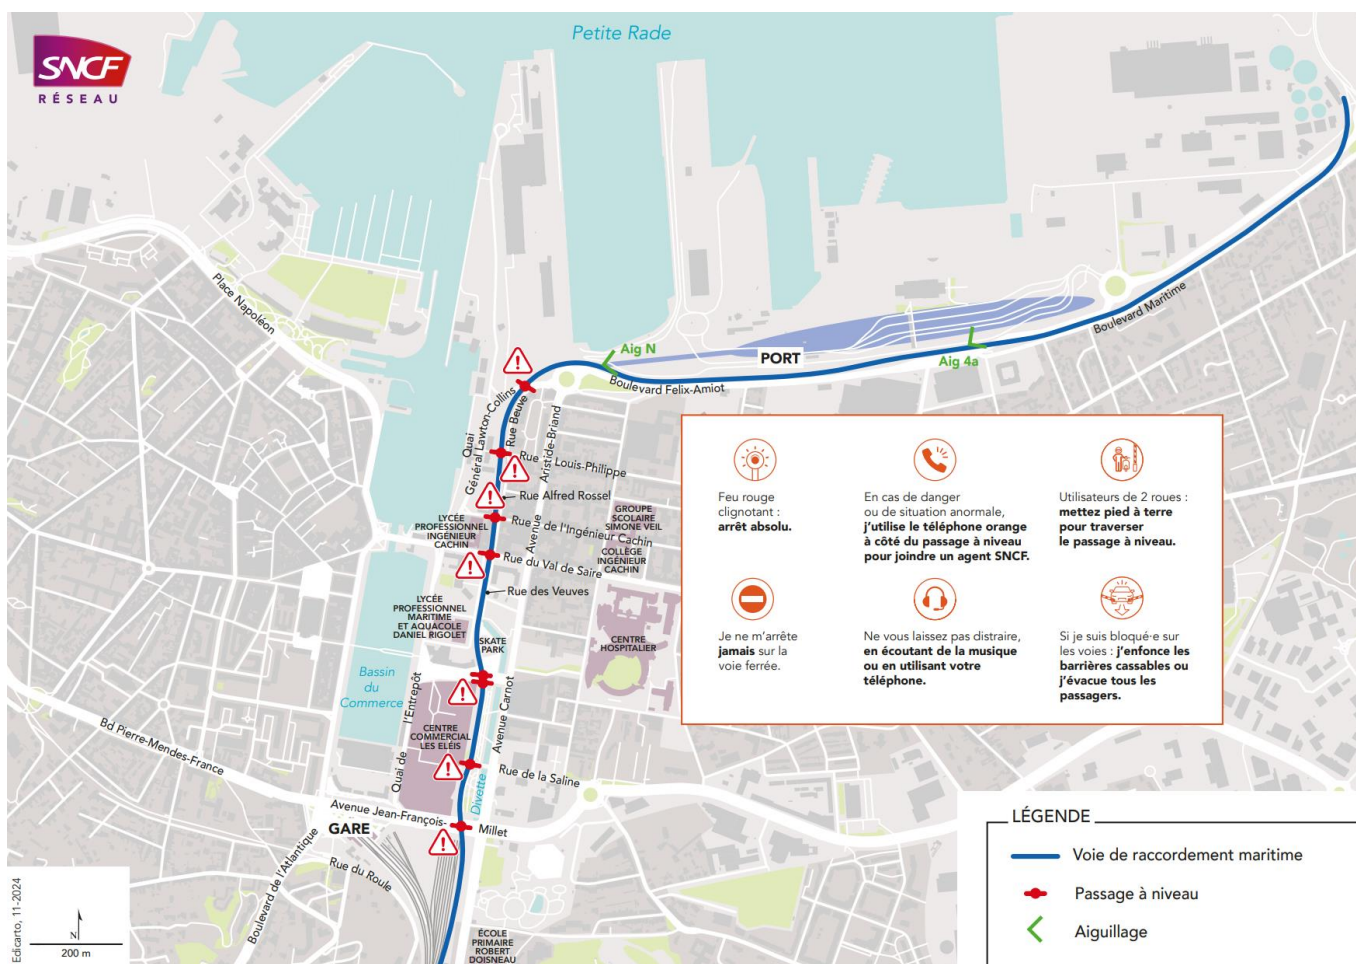 Petite Rade
SNCF
RÉSEAU
Place Napoléon
Aig N
PORT
Aig 4a
Boulevard Maritime
Boulevard Felix-Amiot
Quai
Général Lawton-Collins
Rue Beuve
Aristide-Briand
Avenue
Rue Louis-Philippe
Rue Alfred Rossel
LYCÉE
PROFESSIONNEL
INGÉNIEUR
CACHIN
Rue de l'Ingénieur Cachin
GROUPE
SCOLAIRE
SIMONE VEIL
COLLÈGE
INGÉNIEUR
CACHIN
Rue du Val de Saire
Rue des Veuves
LYCÉE
PROFESSIONNEL
MARITIME
ET AQUACOLE
DANIEL RIGOLET
SKATE
PARK
CENTRE
HOSPITALIER
Bassin
du
Commerce
Quai de l'Entrepôt
CENTRE
COMMERCIAL
LES ELÉIS
Avenue Carnot
Divette
Rue de la Saline
Bd Pierre-Mendes-France
Avenue Jean-François-
Millet
GARE
Boulevard de l'Atlantique
Rue du Roule
ÉCOLE
PRIMAIRE
ROBERT
DOISNEAU
Feu rouge
clignotant :
arrêt absolu.
En cas de danger
ou de situation anormale,
j'utilise le téléphone orange
à côté du passage à niveau
pour joindre un agent SNCF.
Utilisateurs de 2 roues :
mettez pied à terre
pour traverser
le passage à niveau.
Je ne m'arrête
jamais sur la
voie ferrée.
Ne vous laissez pas distraire,
en écoutant de la musique
ou en utilisant votre
téléphone.
Si je suis bloqué·e sur
les voies : j'enfonce les
barrières cassables ou
j'évacue tous les
passagers.
LÉGENDE
Voie de raccordement maritime
Passage à niveau
Aiguillage
Edicarto, 11-2024
N
200 m